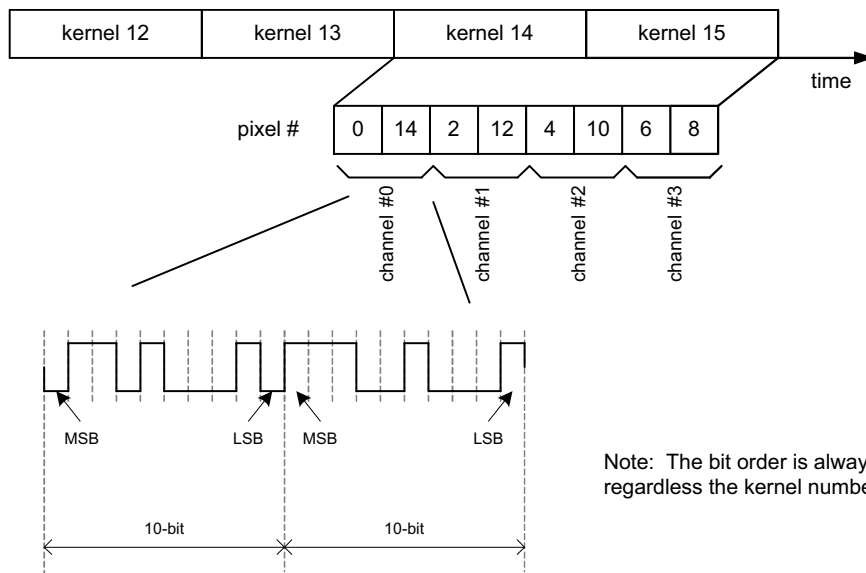 kernel 12 kernel 13 kernel 14 kernel 15
time
pixel # 0 14 2 12 4 10 6 8
channel #0 channel #1 channel #2 channel #3
MSB LSB MSB LSB
Note: The bit order is alway
regardless the kernel numbe
10-bit 10-bit